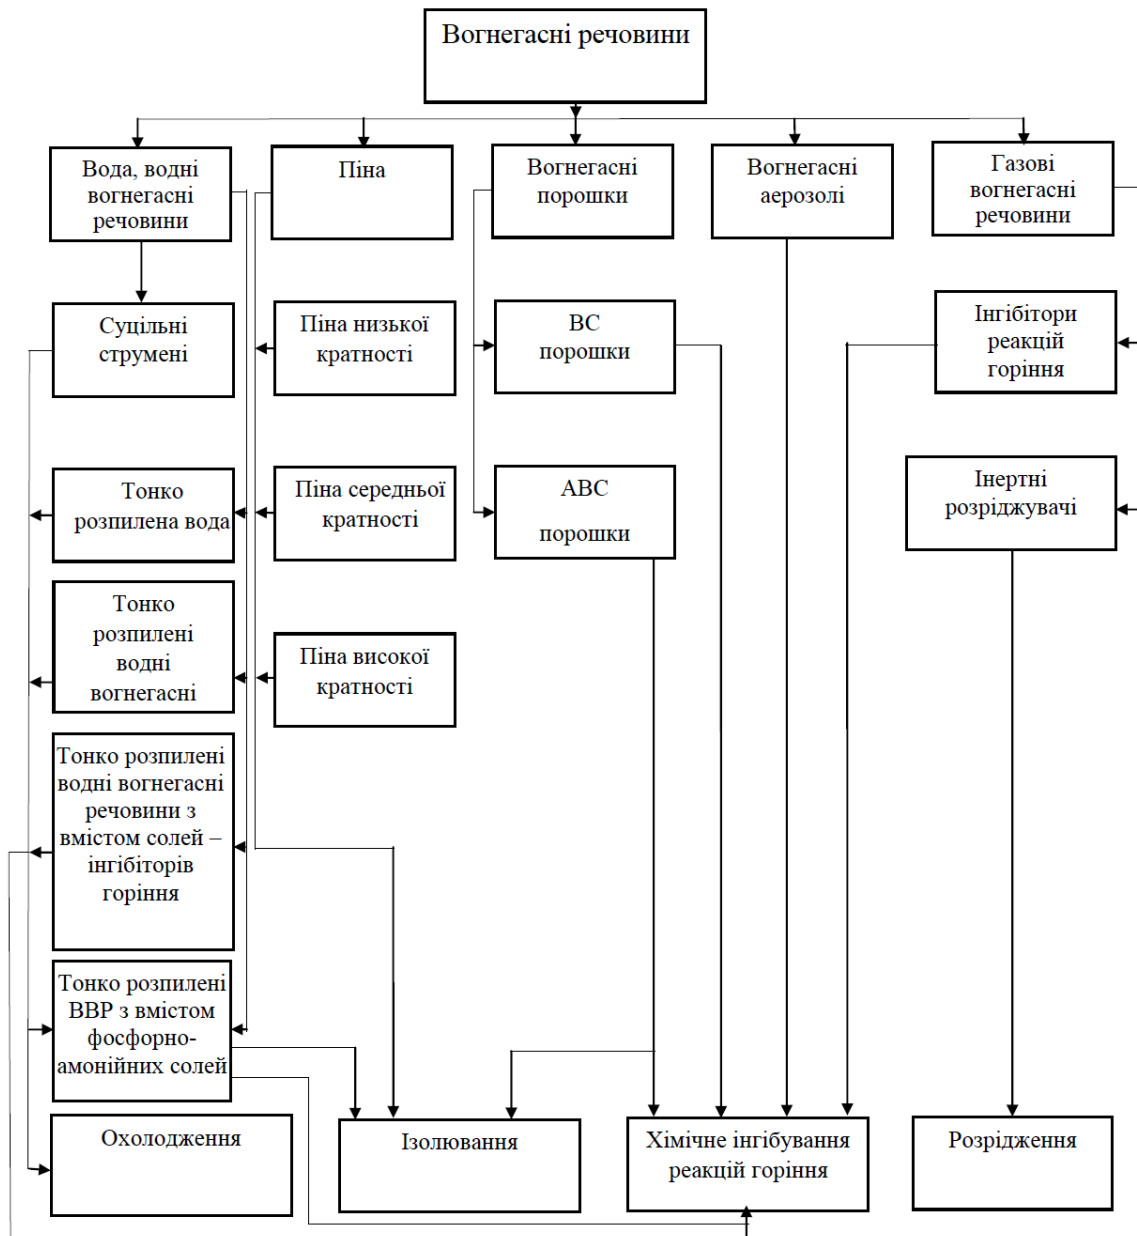 Вогнегасні речовини
Вода, водні
вогнегасні
речовини
Піна
Вогнегасні
порошки
Вогнегасні
аерозолі
Газові
вогнегасні
речовини
Суцільні
струмені
Піна низької
кратності
ВС
порошки
Інгібітори
реакцій
горіння
Тонко
розпилена вода
Піна середньої
кратності
АВС
порошки
Інертні
розріджувачі
Тонко
розпилені
водні
вогнегасні
Піна високої
кратності
Тонко розпилені
водні вогнегасні
речовини з
вмістом солей –
інгібіторів
горіння
Тонко розпилені
ВВР з вмістом
фосфорно-
амонійних солей
Охолодження
Ізолювання
Хімічне інгібування
реакцій горіння
Розрідження